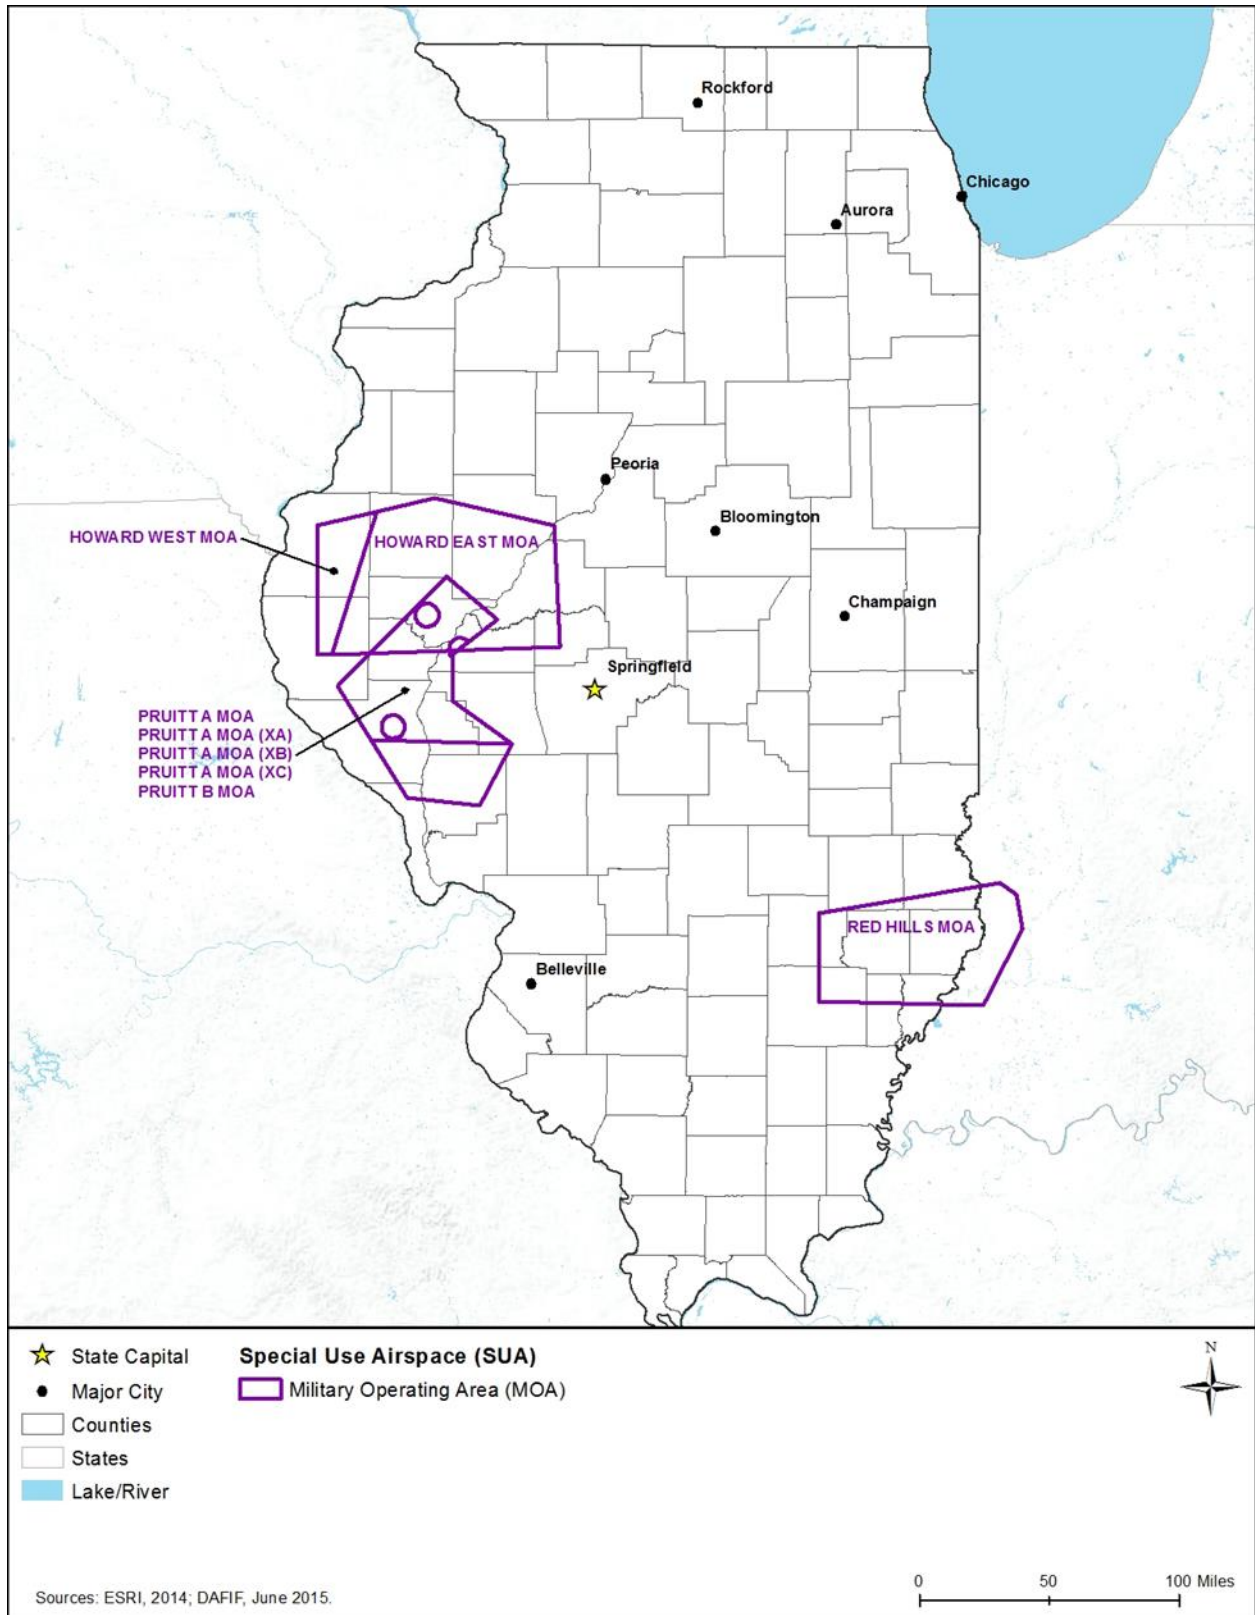 Rockford
Chicago
Aurora
Peoria
Bloomington
HOWARD WEST MOA
HOWARD EAST MOA
Champaign
Springfield
PRUITT A MOA
PRUITT A MOA (XA)
PRUITT A MOA (XB)
PRUITT A MOA (XC)
PRUITT B MOA
RED HILLS MOA
Belleville
State Capital
Major City
Counties
States
Lake/River
Special Use Airspace (SUA)
Military Operating Area (MOA)
N
Sources: ESRI, 2014; DAFIF, June 2015.
0 50 100 Miles